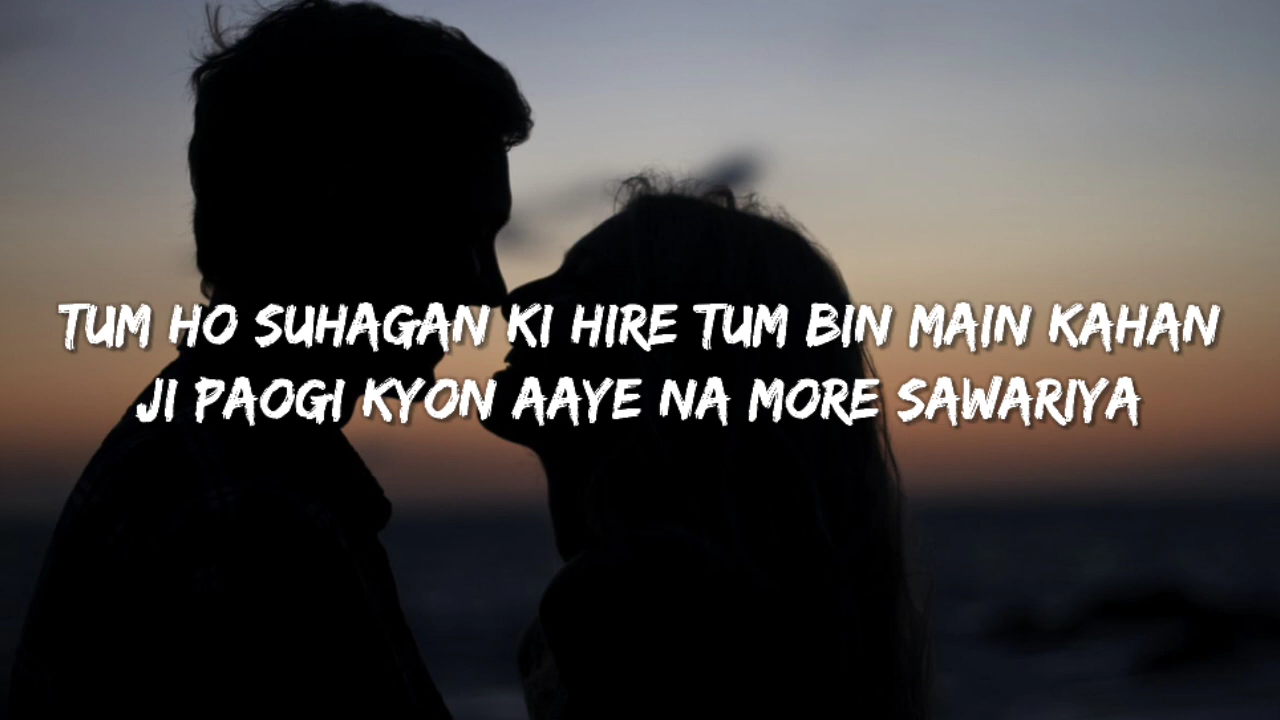 TUM HO SUHAGAN KI HIRE TUM BIN MAIN KAHAN
JI PAOGI KYON AAYE NA MORE SAWARIYA